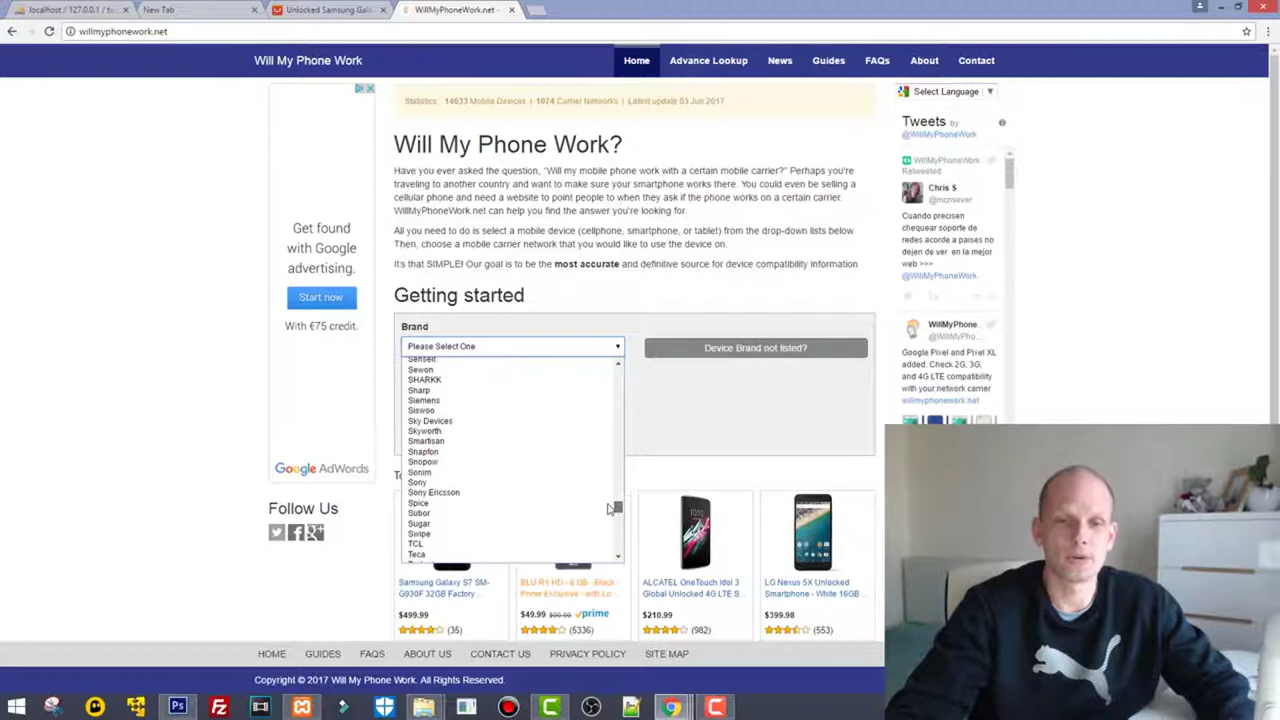 localhost / 127.0.0.1 / te
New Tab
Unlocked Samsung Gala
WillMyPhoneWork.net -
willmyphonework.net
Will My Phone Work
Home
Advance Lookup
News
Guides
FAQs
About
Contact
Statistics: 14633 Mobile Devices | 1074 Carrier Networks | Latest update 03 Jun 2017
Select Language ▼
Will My Phone Work?
Have you ever asked the question, "Will my mobile phone work with a certain mobile carrier?" Perhaps you're
traveling to another country and want to make sure your smartphone works there. You could even be selling a
cellular phone and need a website to point people to when they ask if the phone works on a certain carrier.
WillMyPhoneWork.net can help you find the answer you're looking for.
All you need to do is select a mobile device (cellphone, smartphone, or tablet) from the drop-down lists below
Then, choose a mobile carrier network that you would like to use the device on.
It's that SIMPLE! Our goal is to be the most accurate and definitive source for device compatibility information
Getting started
Brand
Please Select One
Device Brand not listed?
Senseit
Sewon
SHARKK
Sharp
Siemens
Siswoo
Sky Devices
Skyworth
Smartisan
Snapfon
Snopow
Sonim
Sony
Sony Ericsson
Spice
Subor
Sugar
Swipe
TCL
Teca
Get found
with Google
advertising.
Start now
With €75 credit.
Google AdWords
Follow Us
Tweets by
@WillMyPhoneWork
WillMyPhoneWork
Retweeted
Chris S
@mcnsever
Cuando precisen
chequear soporte de
redes acorde a paises no
dejen de ver en la mejor
web >>>
@WillMyPhoneWork
WillMyPhone..
@WillMyPho...
Google Pixel and Pixel XL
added. Check 2G, 3G,
and 4G LTE compatibility
with your network carrier
willmyphonework.net
Samsung Galaxy S7 SM-
G930F 32GB Factory ...
$499.99
(35)
BLU R1 HD - 8 GB - Black -
Prime Exclusive - with Lo...
$49.99 $99.99 prime
(5336)
ALCATEL OneTouch Idol 3
Global Unlocked 4G LTE S...
$210.99
(982)
LG Nexus 5X Unlocked
Smartphone - White 16GB ...
$399.98
(553)
HOME
GUIDES
FAQS
ABOUT US
CONTACT US
PRIVACY POLICY
SITE MAP
Copyright © 2017 Will My Phone Work. All Rights Reserved.